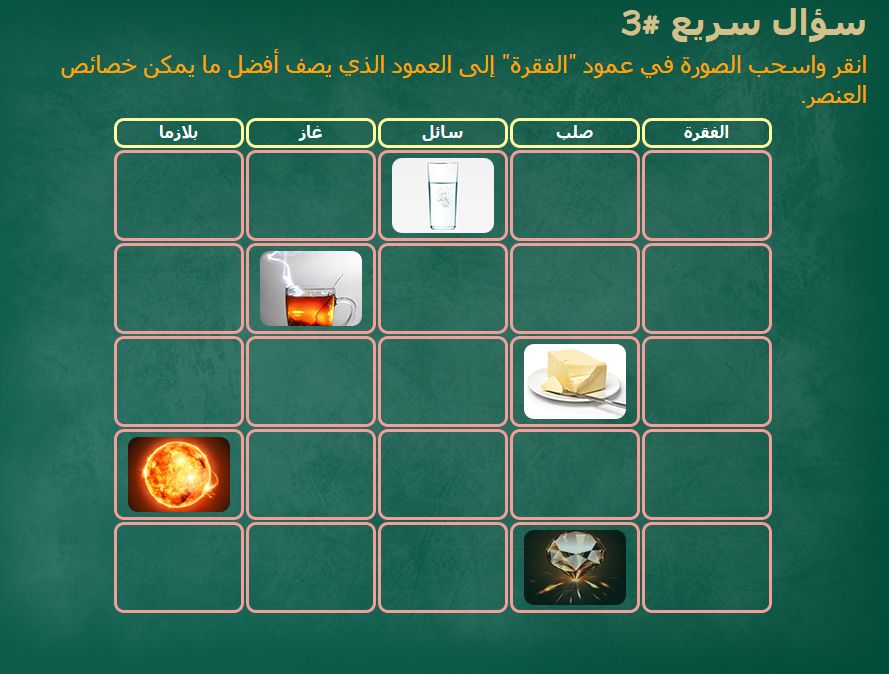 سؤال سريع #3
انقر واسحب الصورة في عمود "الفقرة" إلى العمود الذي يصف أفضل ما يمكن خصائص
العنصر.
الفقرة صلب سائل غاز بلازما